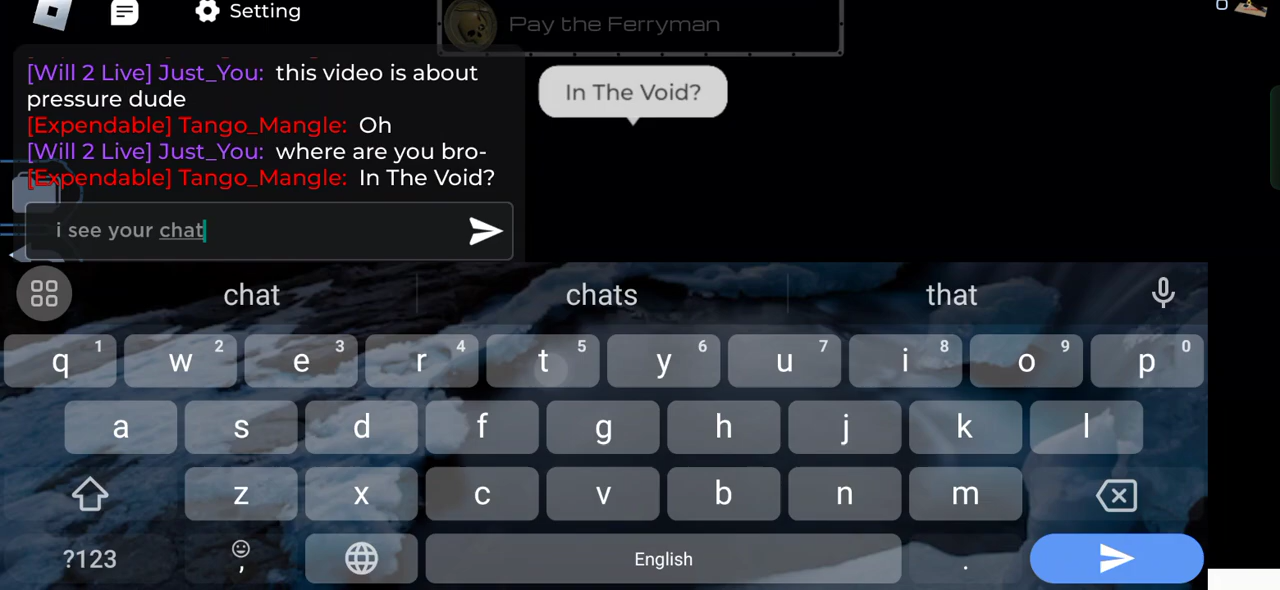 Setting
Pay the Ferryman
[Will 2 Live] Just_You: this video is about
pressure dude
[Expendable] Tango_Mangle: Oh
[Will 2 Live] Just_You: where are you bro-
[Expendable] Tango_Mangle: In The Void?
In The Void?
i see your chat
chat chats that
q 1 w 2 e 3 r 4 t 5 y 6 u 7 i 8 o 9 p 0
a s d f g h j k l
z x c v b n m
?123 , English .